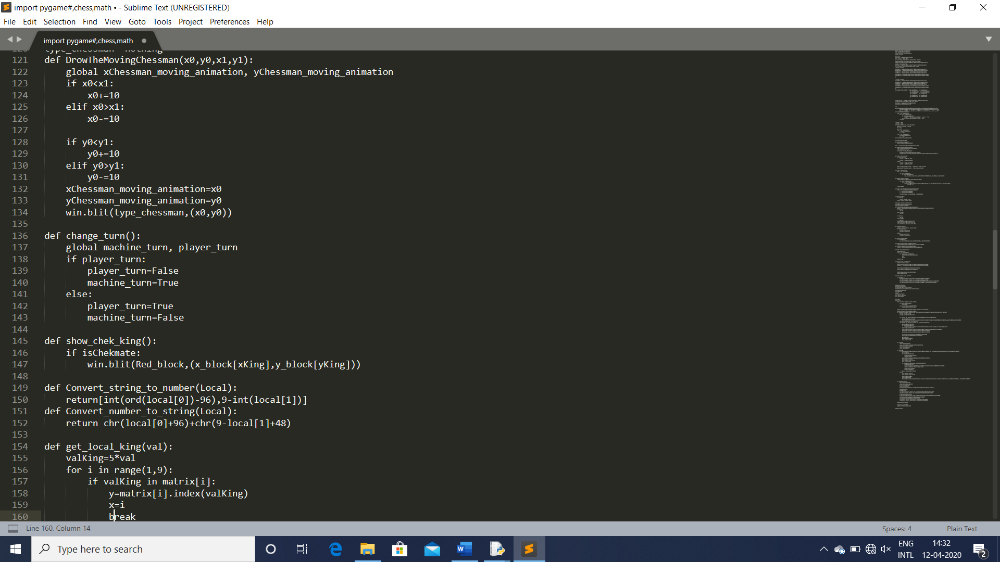 import pygame#,chess,math • - Sublime Text (UNREGISTERED)
File Edit Selection Find View Goto Tools Project Preferences Help
import pygame#,chess,math
121 def DrowTheMovingChessman(x0,y0,x1,y1):
122     global xChessman_moving_animation, yChessman_moving_animation
123     if x0<x1:
124         x0+=10
125     elif x0>x1:
126         x0-=10
127
128     if y0<y1:
129         y0+=10
130     elif y0>y1:
131         y0-=10
132     xChessman_moving_animation=x0
133     yChessman_moving_animation=y0
134     win.blit(type_chessman,(x0,y0))
135
136 def change_turn():
137     global machine_turn, player_turn
138     if player_turn:
139         player_turn=False
140         machine_turn=True
141     else:
142         player_turn=True
143         machine_turn=False
144
145 def show_chek_king():
146     if isChekmate:
147         win.blit(Red_block,(x_block[xKing],y_block[yKing]))
148
149 def Convert_string_to_number(Local):
150     return[int(ord(local[0])-96),9-int(local[1])]
151 def Convert_number_to_string(Local):
152     return chr(local[0]+96)+chr(9-local[1]+48)
153
154 def get_local_king(val):
155     valKing=5*val
156     for i in range(1,9):
157         if valKing in matrix[i]:
158             y=matrix[i].index(valKing)
159             x=i
160             break
Line 160, Column 14
Spaces: 4
Plain Text
Type here to search
ENG
INTL
14:32
12-04-2020
2